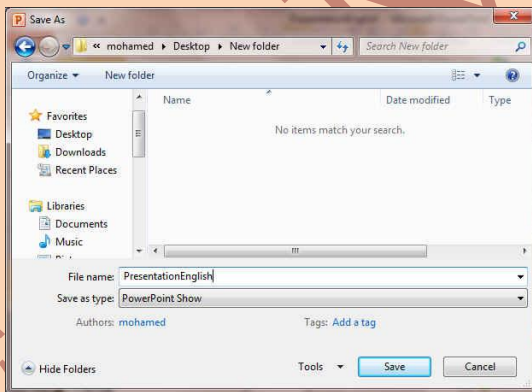 Save As
« mohamed ▸ Desktop ▸ New folder
Search New folder
Organize
New folder
Name
Date modified
Type
No items match your search.
Favorites
Desktop
Downloads
Recent Places
Libraries
Documents
Music
File name: PresentationEnglish
Save as type: PowerPoint Show
Authors: mohamed
Tags: Add a tag
Hide Folders
Tools
Save
Cancel